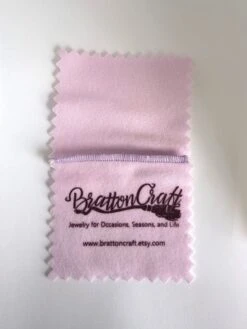 BrattonCraft
Jewelry for Occasions, Seasons, and Life
www.brattoncraft.etsy.com